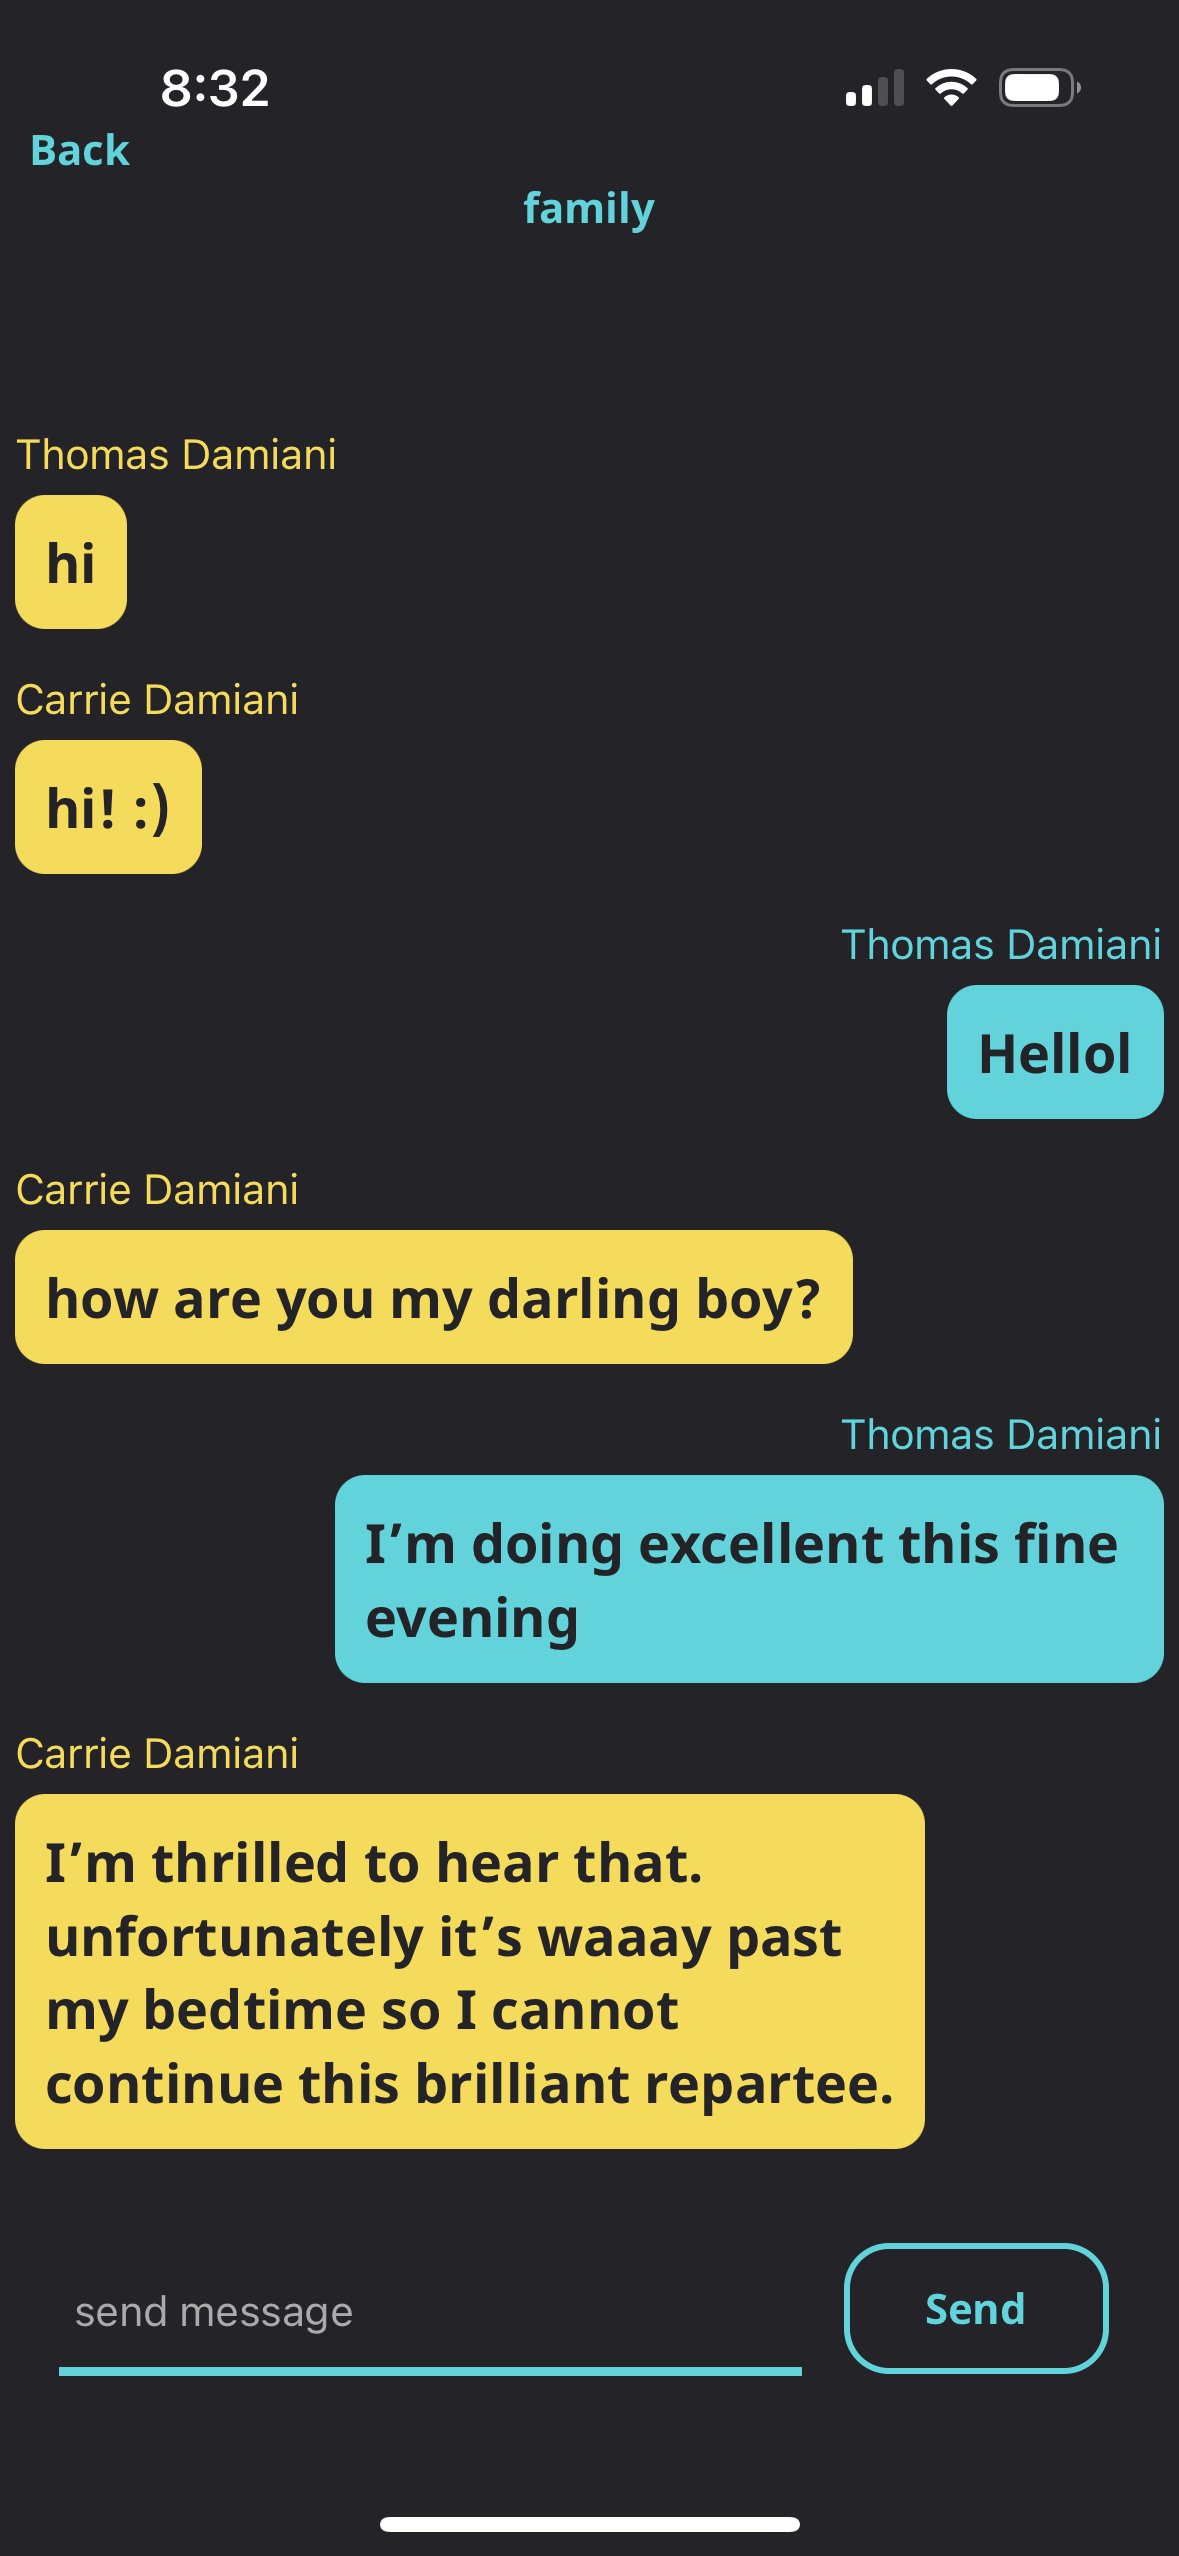 8:32
Back
family
Thomas Damiani
hi
Carrie Damiani
hi! :)
Thomas Damiani
Hellol
Carrie Damiani
how are you my darling boy?
Thomas Damiani
I’m doing excellent this fine
evening
Carrie Damiani
I’m thrilled to hear that.
unfortunately it’s waaay past
my bedtime so I cannot
continue this brilliant repartee.
send message
Send